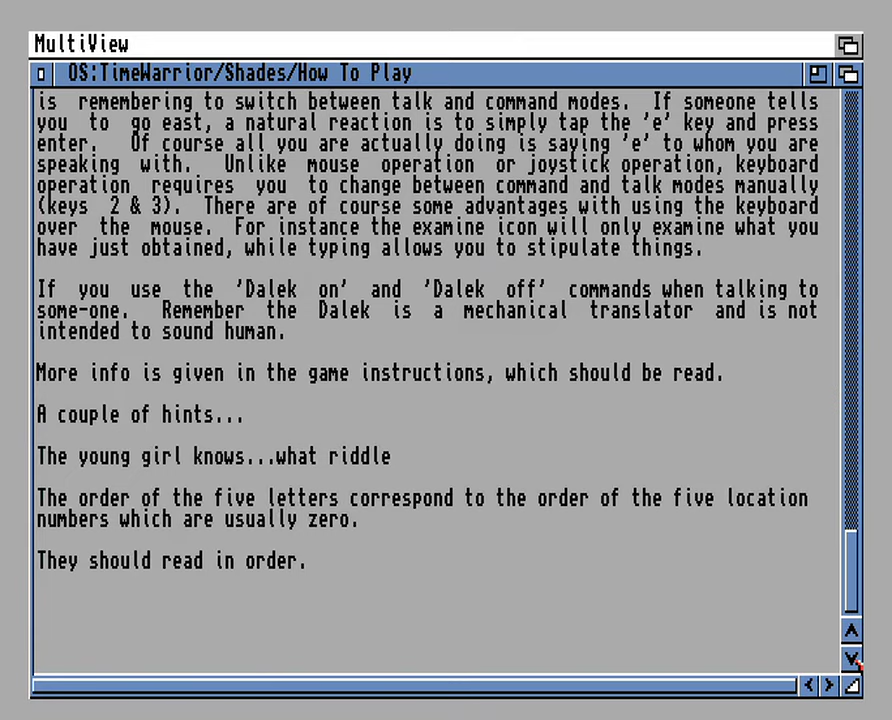 MultiView
OS:TimeWarrior/Shades/How To Play
is remembering to switch between talk and command modes. If someone tells
you to go east, a natural reaction is to simply tap the 'e' key and press
enter. Of course all you are actually doing is saying 'e' to whom you are
speaking with. Unlike mouse operation or joystick operation, keyboard
operation requires you to change between command and talk modes manually
(keys 2 & 3). There are of course some advantages with using the keyboard
over the mouse. For instance the examine icon will only examine what you
have just obtained, while typing allows you to stipulate things.
If you use the 'Dalek on' and 'Dalek off' commands when talking to
some-one. Remember the Dalek is a mechanical translator and is not
intended to sound human.
More info is given in the game instructions, which should be read.
A couple of hints...
The young girl knows...what riddle
The order of the five letters correspond to the order of the five location
numbers which are usually zero.
They should read in order.